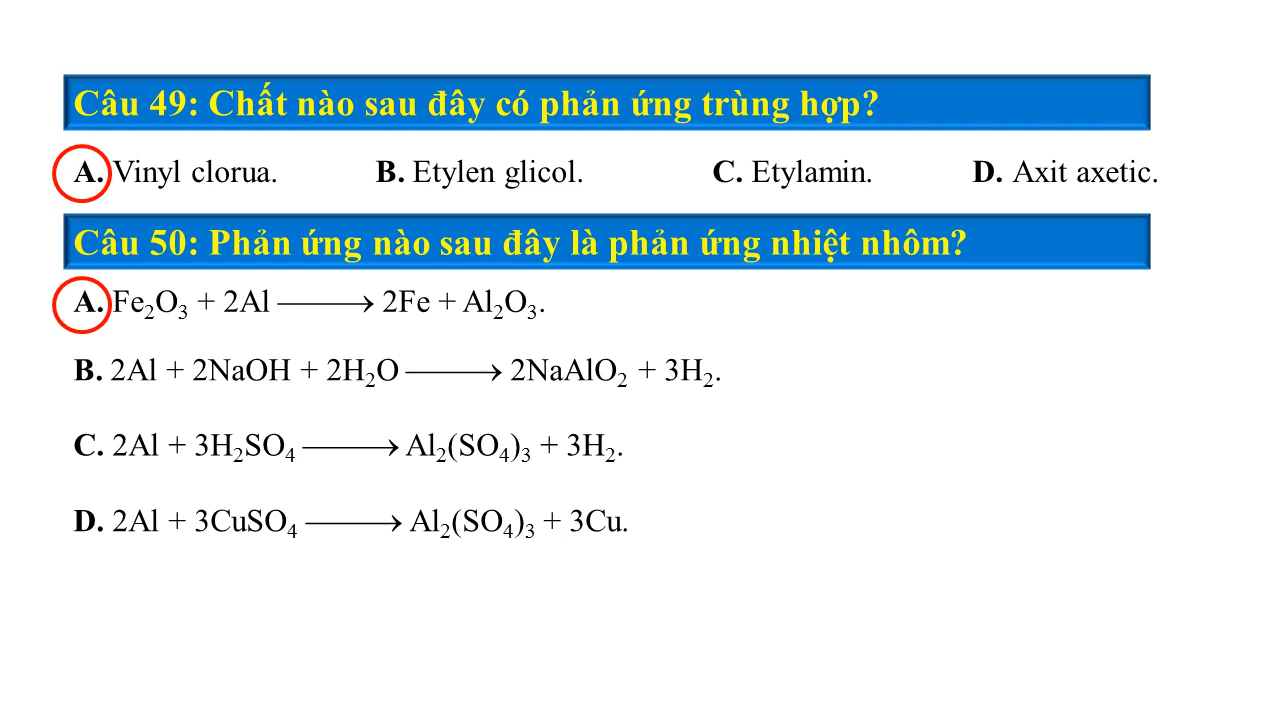 Câu 49: Chất nào sau đây có phản ứng trùng hợp?
A. Vinyl clorua. B. Etylen glicol. C. Etylamin. D. Axit axetic.
Câu 50: Phản ứng nào sau đây là phản ứng nhiệt nhôm?
A. Fe₂O₃ + 2Al ⟶ 2Fe + Al₂O₃.
B. 2Al + 2NaOH + 2H₂O ⟶ 2NaAlO₂ + 3H₂.
C. 2Al + 3H₂SO₄ ⟶ Al₂(SO₄)₃ + 3H₂.
D. 2Al + 3CuSO₄ ⟶ Al₂(SO₄)₃ + 3Cu.